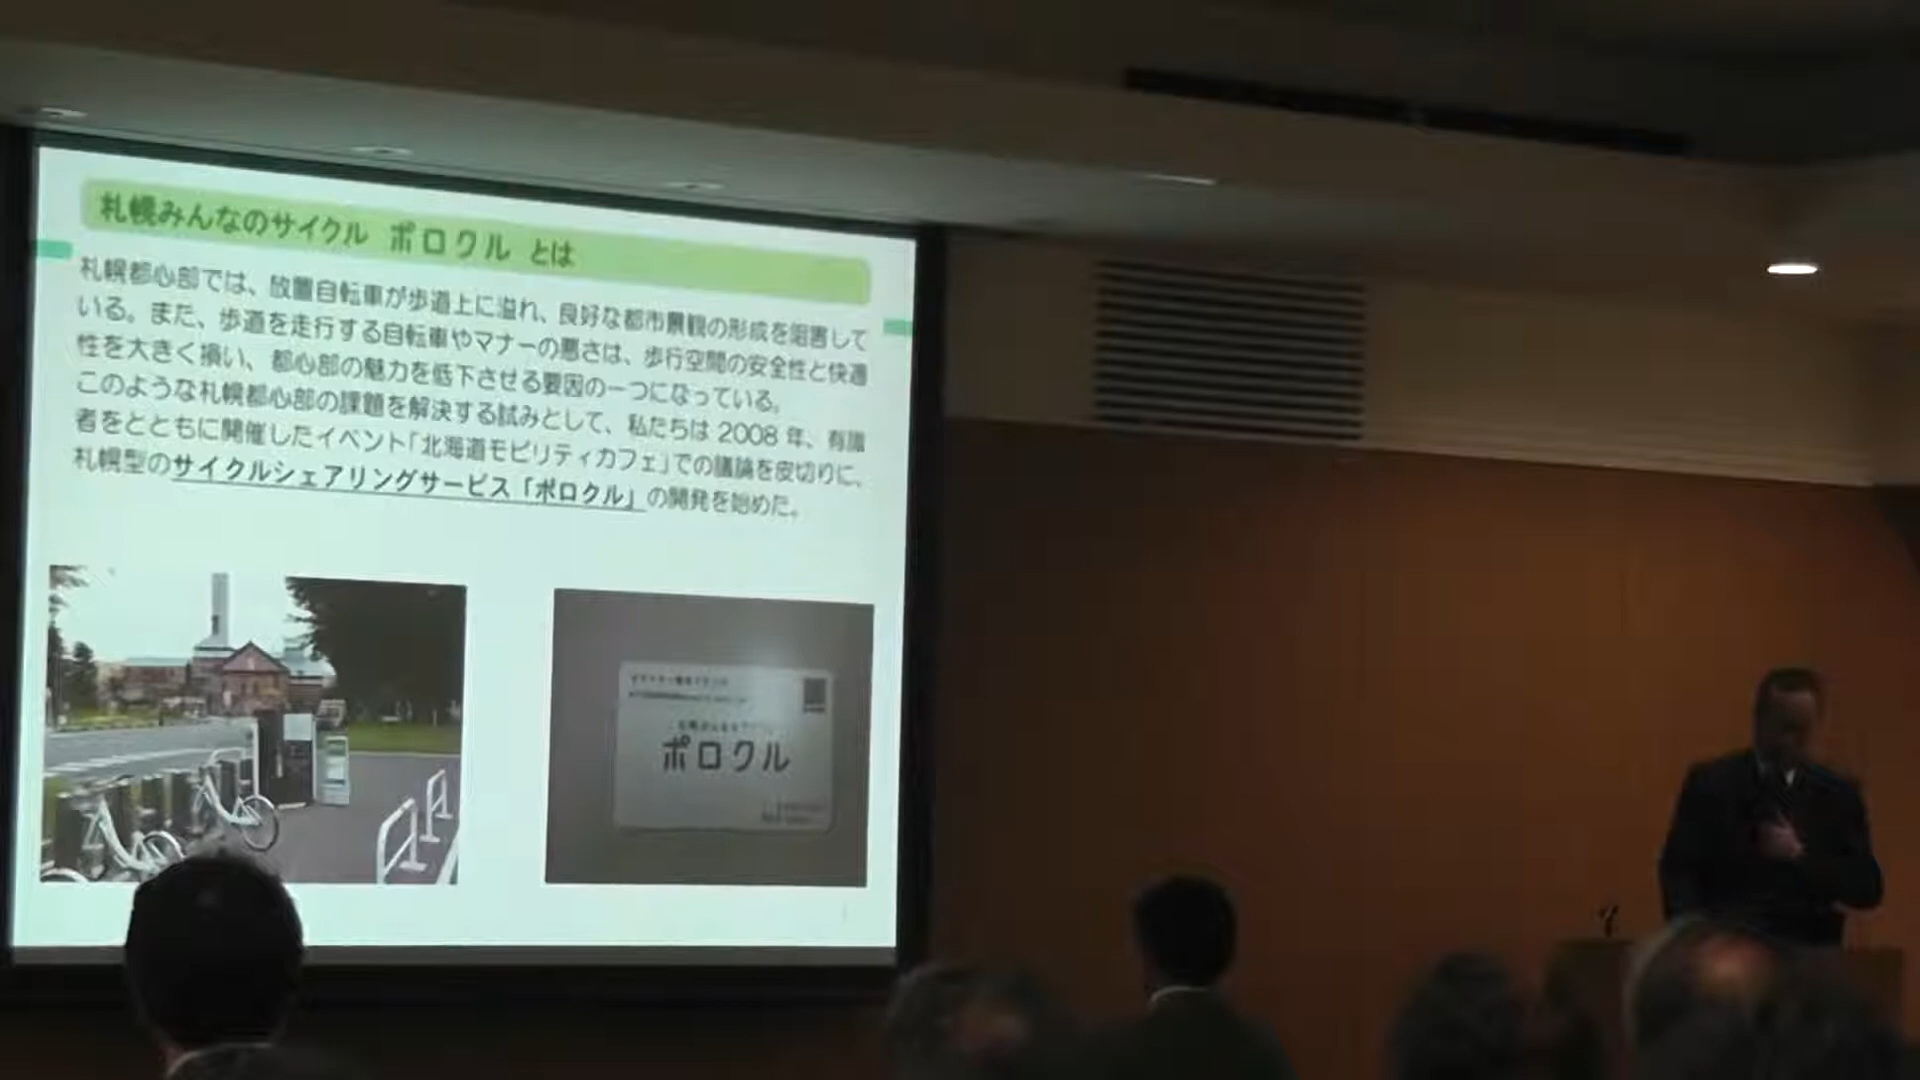 札幌みんなのサイクル ポロクル とは
札幌都心部では、放置自転車が歩道上に溢れ、良好な都市景観の形成を阻害して
いる。また、歩道を走行する自転車やマナーの悪さは、歩行空間の安全性と快適
性を大きく損い、都心部の魅力を低下させる要因の一つになっている。
このような札幌都心部の課題を解決する試みとして、私たちは 2008 年、有識
者をとともに開催したイベント「北海道モビリティカフェ」での議論を皮切りに、
札幌型のサイクルシェアリングサービス「ポロクル」の開発を始めた。
ポロクル